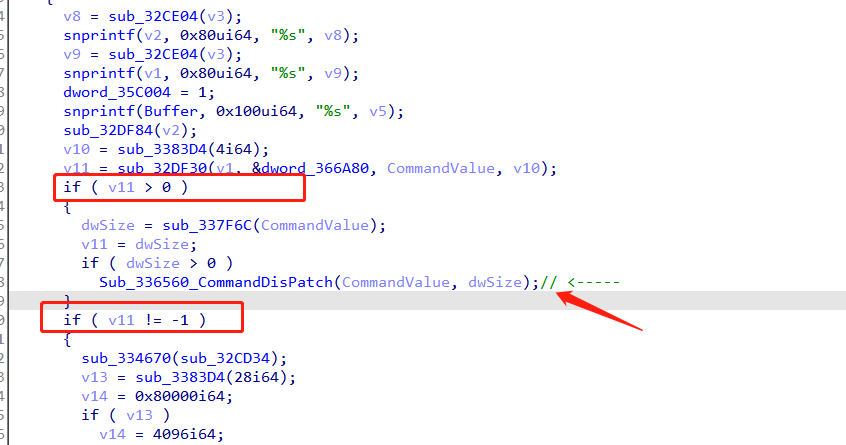 {
v8 = sub_32CE04(v3);
snprintf(v2, 0x80ui64, "%s", v8);
v9 = sub_32CE04(v3);
snprintf(v1, 0x80ui64, "%s", v9);
dword_35C004 = 1;
snprintf(Buffer, 0x100ui64, "%s", v5);
sub_32DF84(v2);
v10 = sub_3383D4(4i64);
v11 = sub_32DF30(v1, &dword_366A80, CommandValue, v10);
if ( v11 > 0 )
{
dwSize = sub_337F6C(CommandValue);
v11 = dwSize;
if ( dwSize > 0 )
Sub_336560_CommandDisPatch(CommandValue, dwSize);// <-----
}
if ( v11 != -1 )
{
sub_334670(sub_32CD34);
v13 = sub_3383D4(28i64);
v14 = 0x80000i64;
if ( v13 )
v14 = 4096i64;